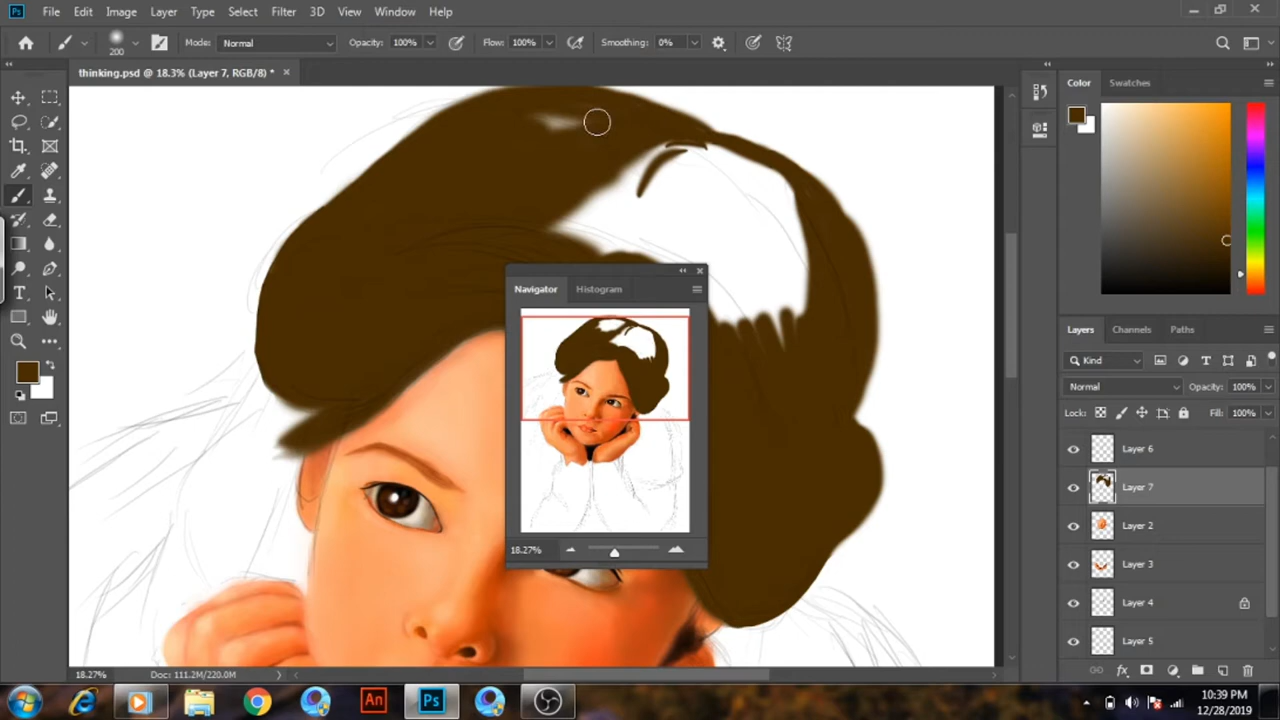 Ps File Edit Image Layer Type Select Filter 3D View Window Help
200 Mode: Normal Opacity: 100% Flow: 100% Smoothing: 0%
thinking.psd @ 18.3% (Layer 7, RGB/8) * ×
Color Swatches
Navigator Histogram
18.27%
Layers Channels Paths
Kind
Normal Opacity: 100%
Lock: Fill: 100%
Layer 6
Layer 7
Layer 2
Layer 3
Layer 4
Layer 5
18.27% Doc: 111.2M/220.0M
An Ps
10:39 PM
12/28/2019